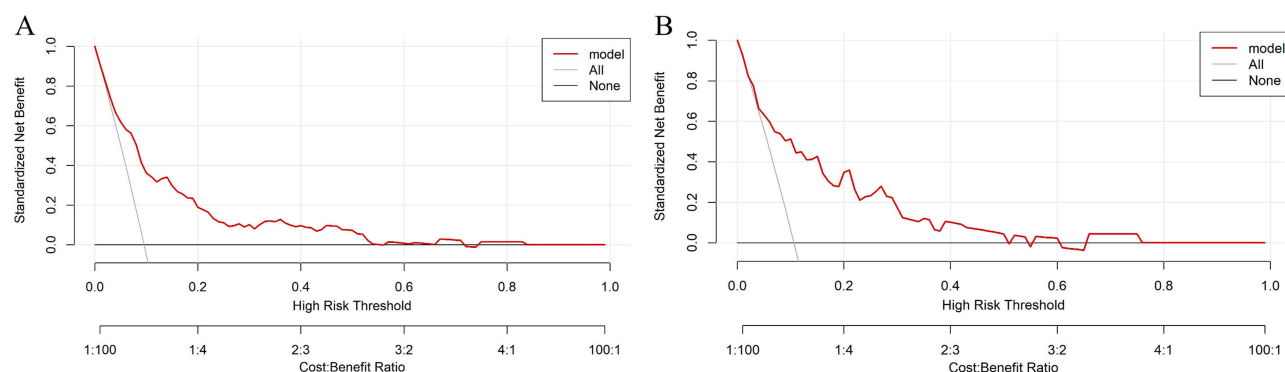 A
Standardized Net Benefit
1.0
0.8
0.6
0.4
0.2
0.0
model
All
None
0.0 0.2 0.4 0.6 0.8 1.0
High Risk Threshold
1:100 1:4 2:3 3:2 4:1 100:1
Cost:Benefit Ratio
B
Standardized Net Benefit
1.0
0.8
0.6
0.4
0.2
0.0
model
All
None
0.0 0.2 0.4 0.6 0.8 1.0
High Risk Threshold
1:100 1:4 2:3 3:2 4:1 100:1
Cost:Benefit Ratio